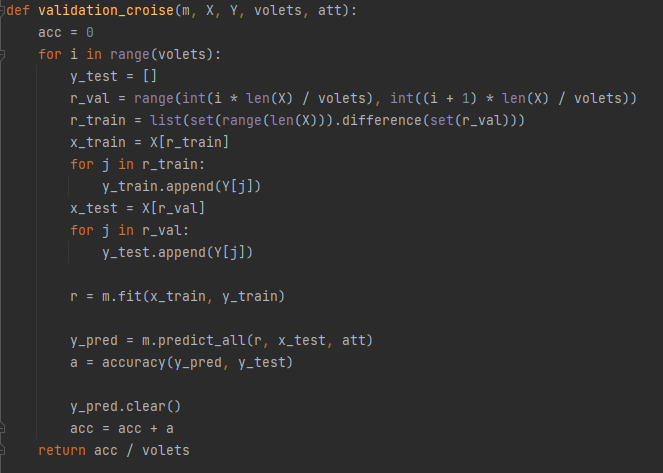 def validation_croise(m, X, Y, volets, att):
    acc = 0
    for i in range(volets):
        y_test = []
        r_val = range(int(i * len(X) / volets), int((i + 1) * len(X) / volets))
        r_train = list(set(range(len(X))).difference(set(r_val)))
        x_train = X[r_train]
        for j in r_train:
            y_train.append(Y[j])
        x_test = X[r_val]
        for j in r_val:
            y_test.append(Y[j])

        r = m.fit(x_train, y_train)

        y_pred = m.predict_all(r, x_test, att)
        a = accuracy(y_pred, y_test)

        y_pred.clear()
        acc = acc + a
    return acc / volets